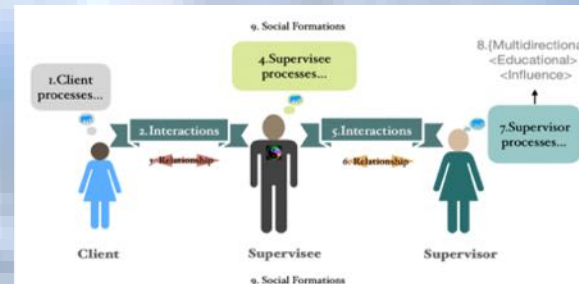 9. Social Formations
8.{Multidirectiona
<Educational>
<Influence>
1.Client
processes...
4.Supervisee
processes...
7.Supervisor
processes...
2.Interactions
5.Interactions
3. Relationship
6. Relationship
Client
Supervisee
Supervisor
9. Social Formations